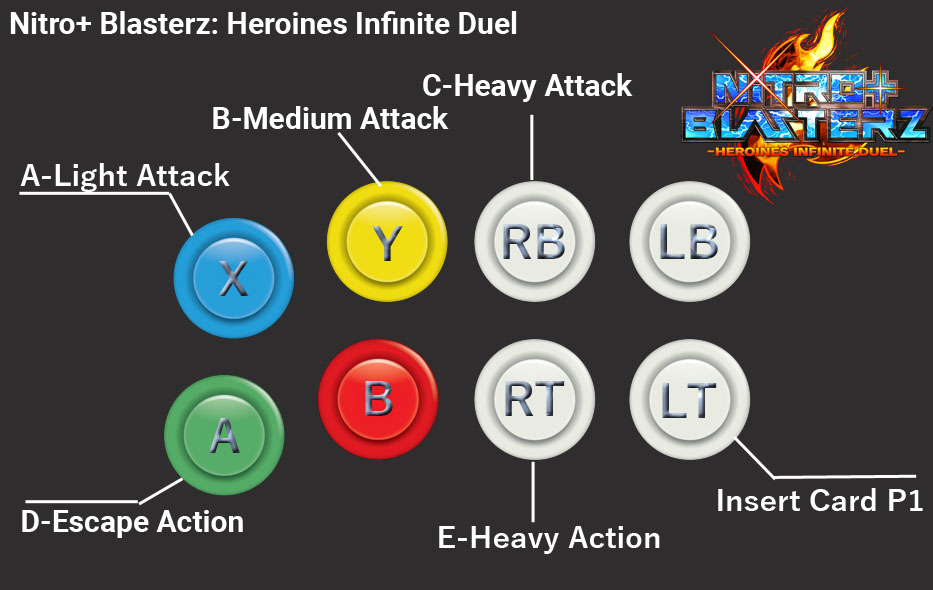 Nitro+ Blasterz: Heroines Infinite Duel
NITRO+
BLASTERZ
-HEROINES INFINITE DUEL-
C-Heavy Attack
B-Medium Attack
A-Light Attack
X
Y
RB
LB
A
B
RT
LT
D-Escape Action
E-Heavy Action
Insert Card P1